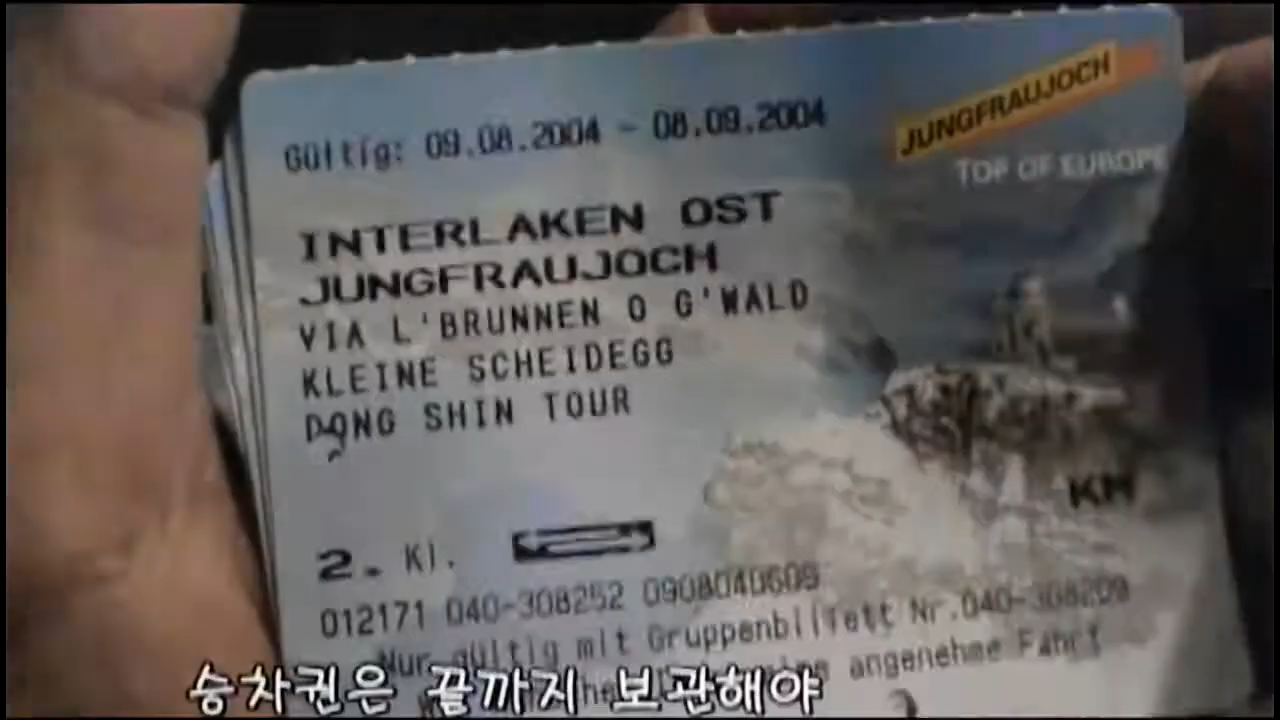 Gültig: 09.08.2004 - 08.09.2004
JUNGFRAUJOCH
TOP OF EUROPE
INTERLAKEN OST
JUNGFRAUJOCH
VIA L'BRUNNEN O G'WALD
KLEINE SCHEIDEGG
DONG SHIN TOUR
KH
2. Kl.
012171 040-308252 0908040609
Nur gültig mit Gruppenbillett Nr.040-308209
angenehme Fahrt
승차권은 끝까지 보관해야